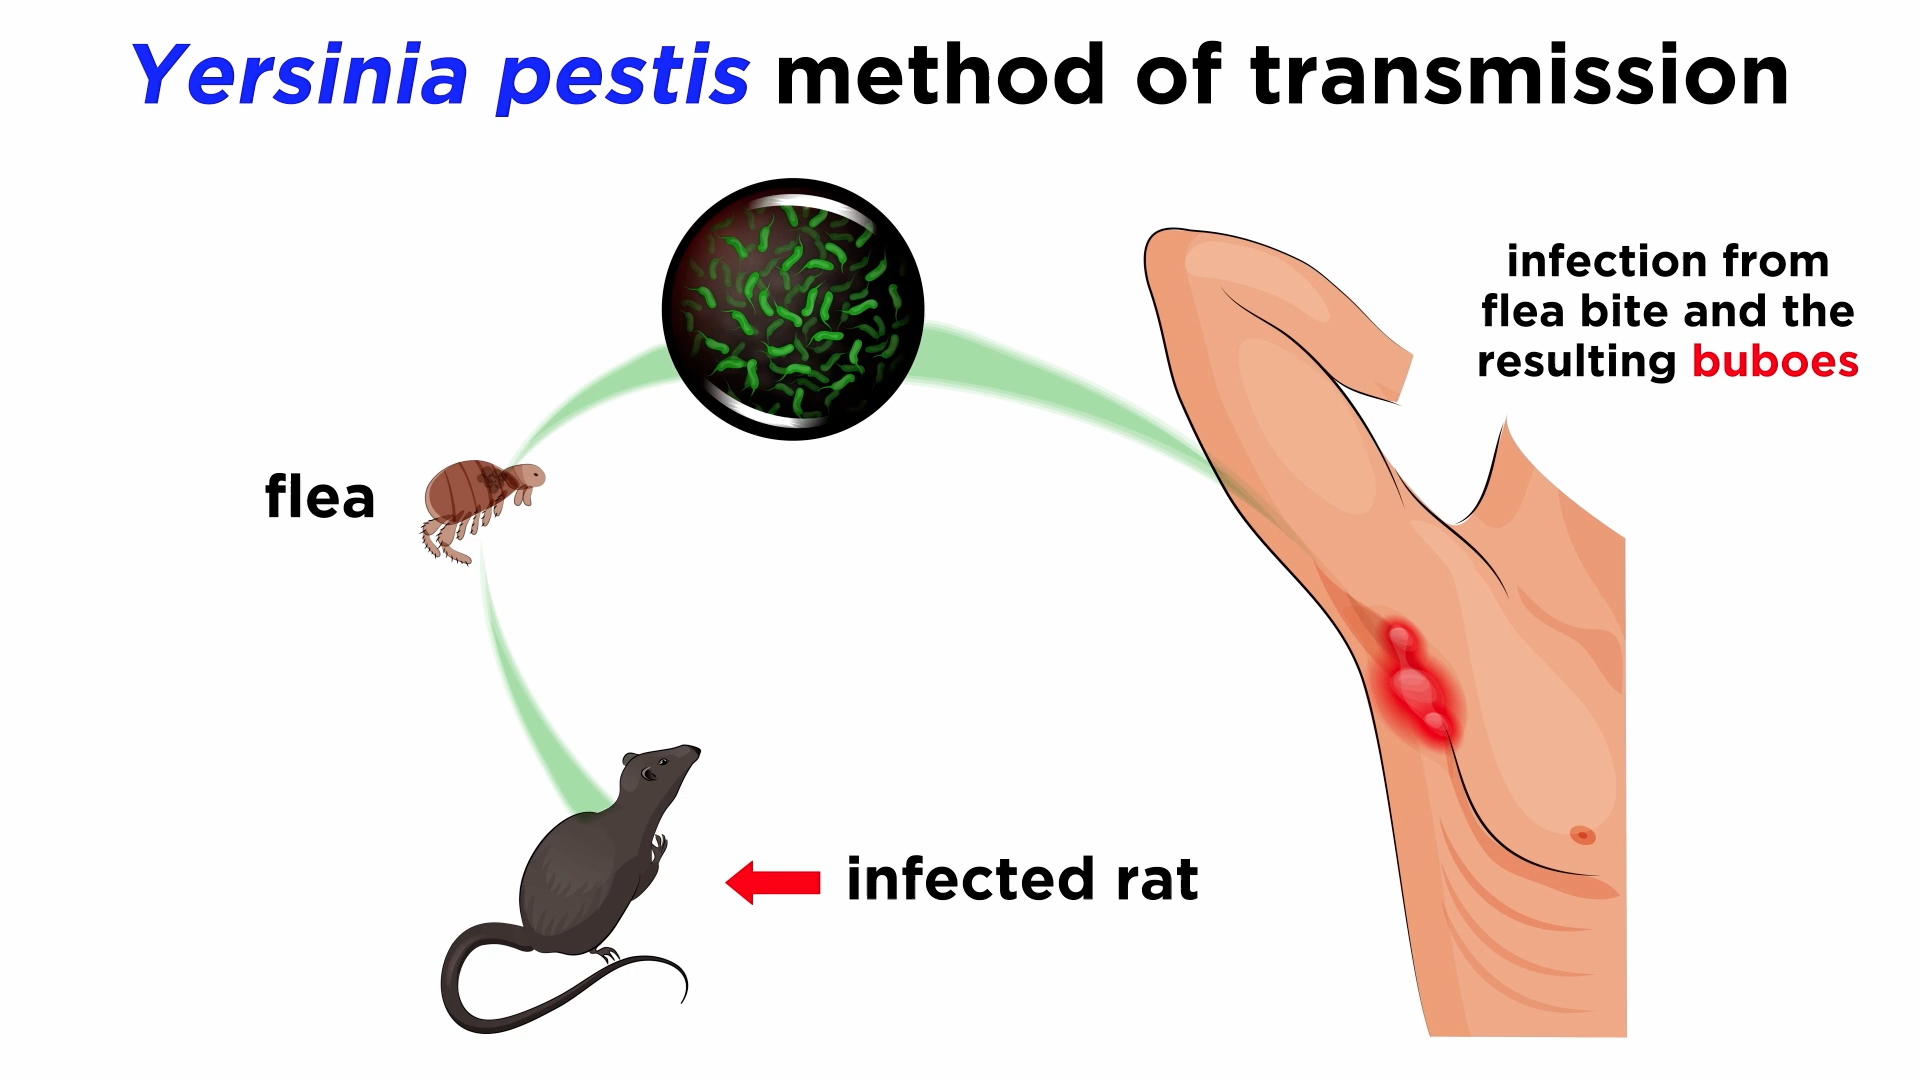 Yersinia pestis method of transmission
infection from
flea bite and the
resulting buboes
flea
infected rat